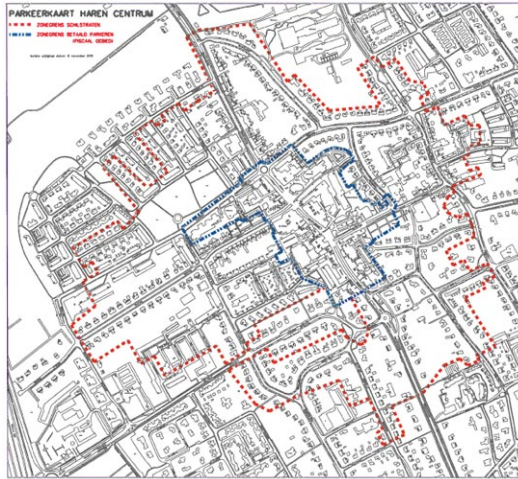 PARKEERKAART HAREN CENTRUM
ZONEGRENS SCHILSTRATEN
ZONEGRENS BETAALD PARKEREN
(FISCAAL GEBIED)